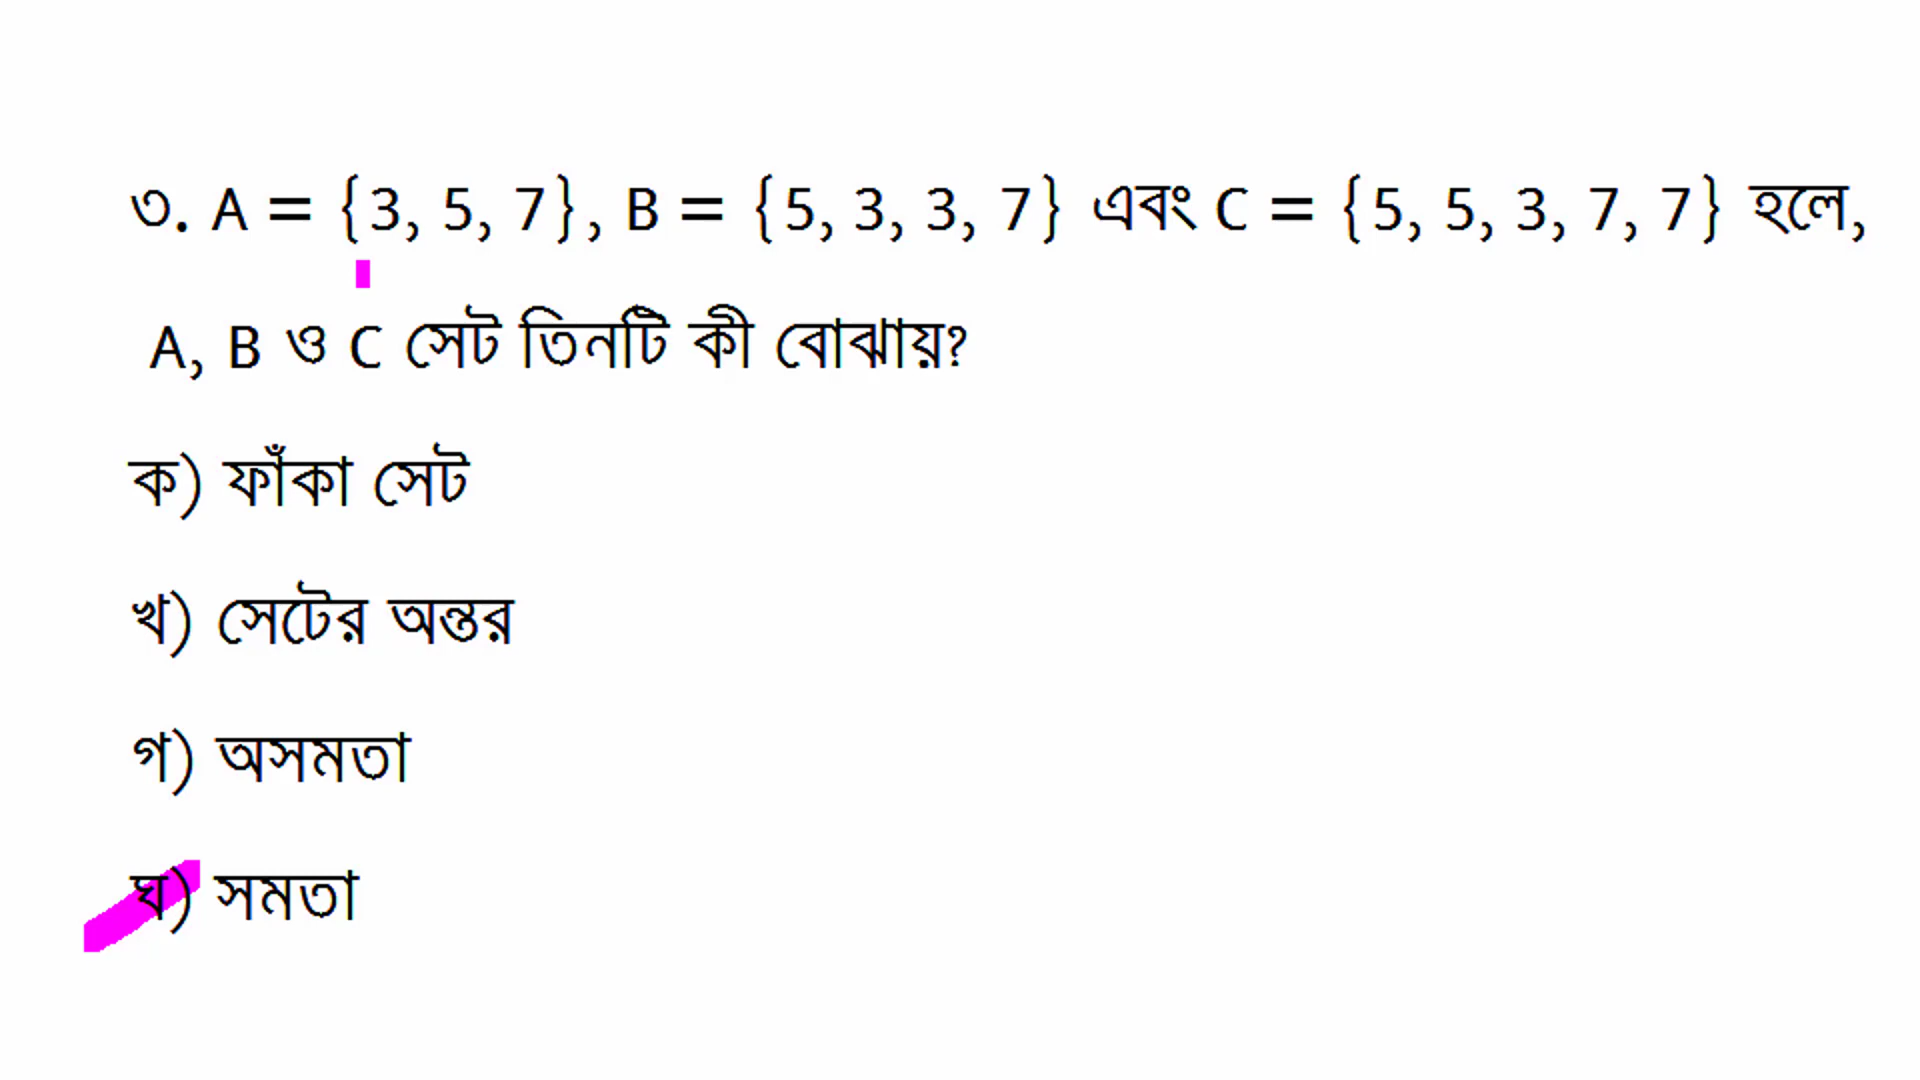 ৩. A = {3, 5, 7}, B = {5, 3, 3, 7} এবং C = {5, 5, 3, 7, 7} হলে,
A, B ও C সেট তিনটি কী বোঝায়?
ক) ফাঁকা সেট
খ) সেটের অন্তর
গ) অসমতা
ঘ) সমতা